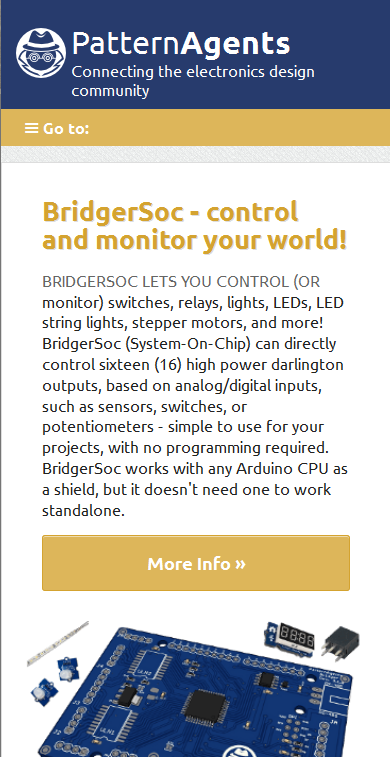 PatternAgents
Connecting the electronics design
community
Go to:
BridgerSoc - control
and monitor your world!
BRIDGERSOC LETS YOU CONTROL (OR
monitor) switches, relays, lights, LEDs, LED
string lights, stepper motors, and more!
BridgerSoc (System-On-Chip) can directly
control sixteen (16) high power darlington
outputs, based on analog/digital inputs,
such as sensors, switches, or
potentiometers - simple to use for your
projects, with no programming required.
BridgerSoc works with any Arduino CPU as
a shield, but it doesn't need one to work
standalone.
More Info »